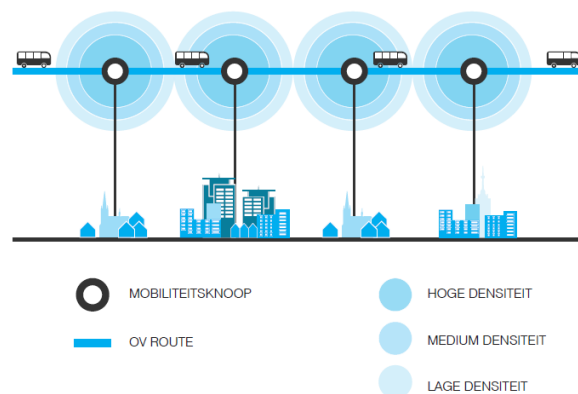 MOBILITEITSKNOOP
OV ROUTE
HOGE DENSITEIT
MEDIUM DENSITEIT
LAGE DENSITEIT